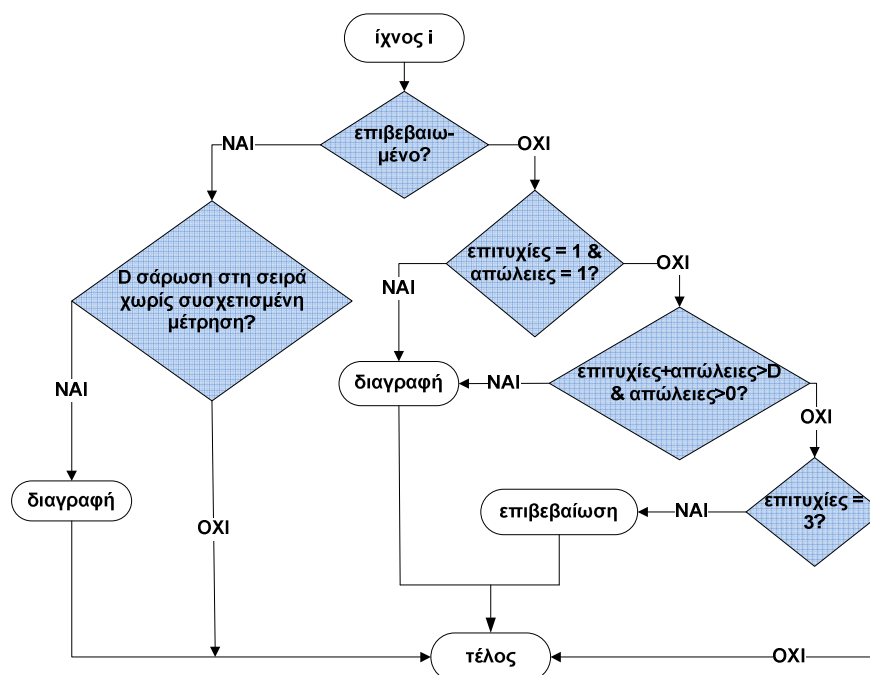 ίχνος i
επιβεβαιω-
μένο?
ΝΑΙ
ΟΧΙ
επιτυχίες = 1 &
απώλειες = 1?
D σάρωση στη σειρά
χωρίς συσχετισμένη
μέτρηση?
ΝΑΙ
ΟΧΙ
επιτυχίες+απώλειες>D
& απώλειες>0?
ΝΑΙ
διαγραφή
ΝΑΙ
ΟΧΙ
διαγραφή
επιτυχίες =
3?
ΝΑΙ
επιβεβαίωση
ΟΧΙ
τέλος
ΟΧΙ